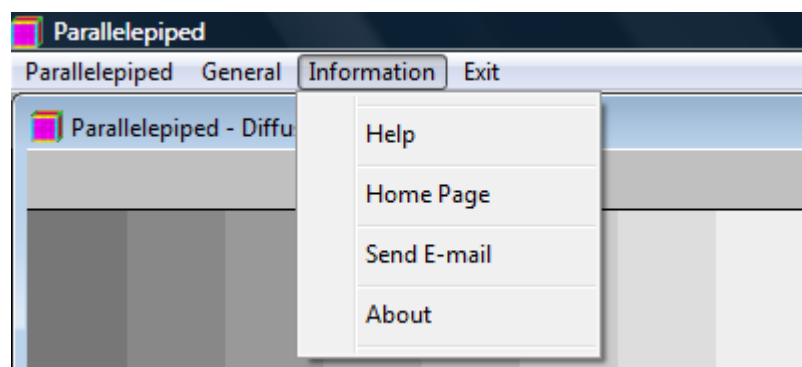 Parallelepiped
Parallelepiped General Information Exit
Parallelepiped - Diffu
Help
Home Page
Send E-mail
About